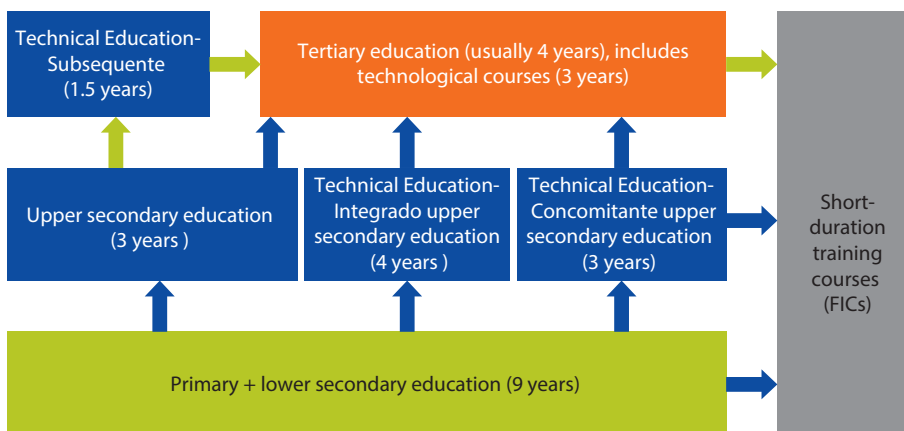 Technical Education-
Subsequente
(1.5 years)
Tertiary education (usually 4 years), includes
technological courses (3 years)
Upper secondary education
(3 years )
Technical Education-
Integrado upper
secondary education
(4 years )
Technical Education-
Concomitante upper
secondary education
(3 years)
Short-
duration
training
courses
(FICs)
Primary + lower secondary education (9 years)